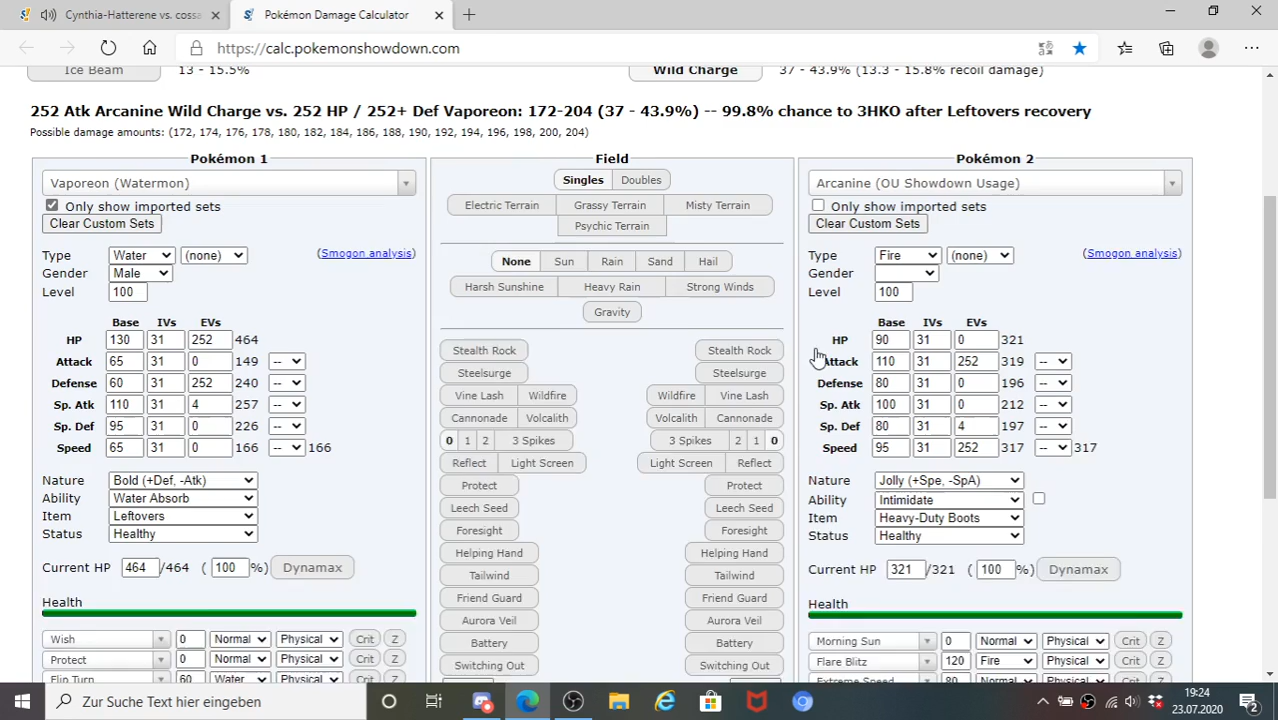 Cynthia-Hatterene vs. cossa
Pokémon Damage Calculator
https://calc.pokemonshowdown.com
Ice Beam 13 - 15.5% Wild Charge 37 - 43.9% (13.3 - 15.8% recoil damage)
252 Atk Arcanine Wild Charge vs. 252 HP / 252+ Def Vaporeon: 172-204 (37 - 43.9%) -- 99.8% chance to 3HKO after Leftovers recovery
Possible damage amounts: (172, 174, 176, 178, 180, 182, 184, 186, 188, 190, 192, 194, 196, 198, 200, 204)
Pokémon 1
Vaporeon (Watermon)
Only show imported sets
Clear Custom Sets
Type Water (none) (Smogon analysis)
Gender Male
Level 100
Base IVs EVs
HP 130 31 252 464
Attack 65 31 0 149 --
Defense 60 31 252 240 --
Sp. Atk 110 31 4 257 --
Sp. Def 95 31 0 226 --
Speed 65 31 0 166 -- 166
Nature Bold (+Def, -Atk)
Ability Water Absorb
Item Leftovers
Status Healthy
Current HP 464 /464 ( 100 %) Dynamax
Health
Wish 0 Normal Physical Crit Z
Protect 0 Normal Physical Crit Z
Flip Turn 60 Water Physical Crit Z
Field
Singles Doubles
Electric Terrain Grassy Terrain Misty Terrain
Psychic Terrain
None Sun Rain Sand Hail
Harsh Sunshine Heavy Rain Strong Winds
Gravity
Stealth Rock Stealth Rock
Steelsurge Steelsurge
Vine Lash Wildfire Wildfire Vine Lash
Cannonade Volcalith Volcalith Cannonade
0 1 2 3 Spikes 3 Spikes 2 1 0
Reflect Light Screen Light Screen Reflect
Protect Protect
Leech Seed Leech Seed
Foresight Foresight
Helping Hand Helping Hand
Tailwind Tailwind
Friend Guard Friend Guard
Aurora Veil Aurora Veil
Battery Battery
Switching Out Switching Out
Pokémon 2
Arcanine (OU Showdown Usage)
Only show imported sets
Clear Custom Sets
Type Fire (none) (Smogon analysis)
Gender
Level 100
Base IVs EVs
HP 90 31 0 321
Attack 110 31 252 319 --
Defense 80 31 0 196 --
Sp. Atk 100 31 0 212 --
Sp. Def 80 31 4 197 --
Speed 95 31 252 317 -- 317
Nature Jolly (+Spe, -SpA)
Ability Intimidate
Item Heavy-Duty Boots
Status Healthy
Current HP 321 /321 ( 100 %) Dynamax
Health
Morning Sun 0 Normal Physical Crit Z
Flare Blitz 120 Fire Physical Crit Z
Extreme Speed 80 Normal Physical Crit Z
Zur Suche Text hier eingeben
19:24
23.07.2020
2